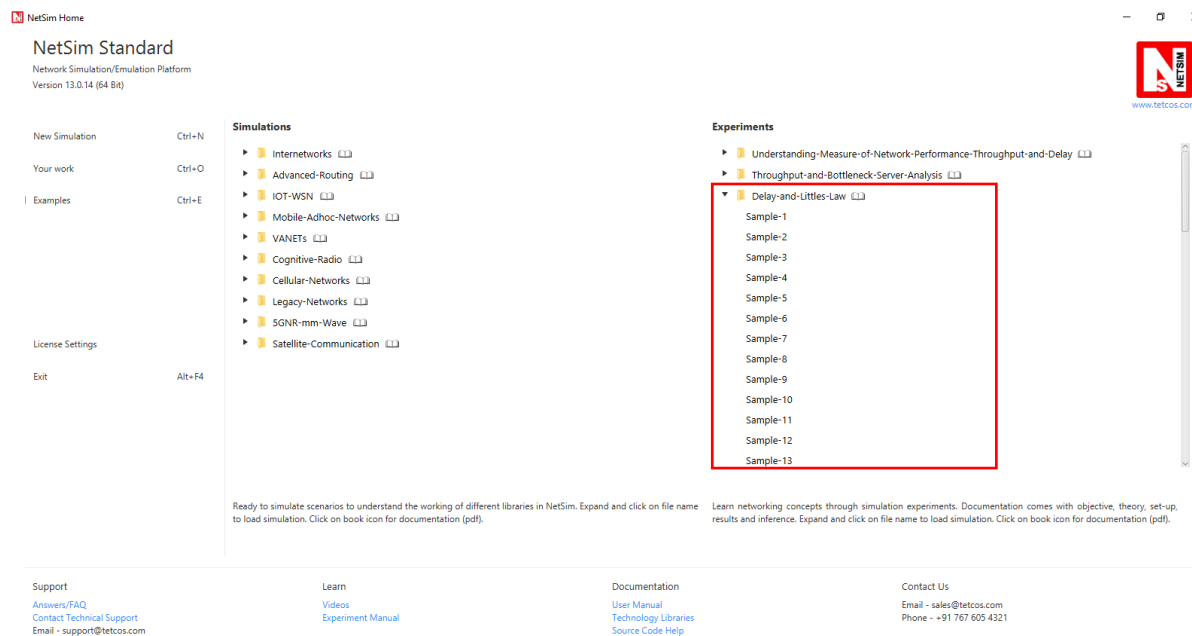 NetSim Home
NetSim Standard
Network Simulation/Emulation Platform
Version 13.0.14 (64 Bit)
NETSIM
www.tetcos.com
New Simulation Ctrl+N
Your work Ctrl+O
Examples Ctrl+E
License Settings
Exit Alt+F4
Simulations
Internetworks
Advanced-Routing
IOT-WSN
Mobile-Adhoc-Networks
VANETs
Cognitive-Radio
Cellular-Networks
Legacy-Networks
5GNR-mm-Wave
Satellite-Communication
Ready to simulate scenarios to understand the working of different libraries in NetSim. Expand and click on file name
to load simulation. Click on book icon for documentation (pdf).
Experiments
Understanding-Measure-of-Network-Performance-Throughput-and-Delay
Throughput-and-Bottleneck-Server-Analysis
Delay-and-Littles-Law
Sample-1
Sample-2
Sample-3
Sample-4
Sample-5
Sample-6
Sample-7
Sample-8
Sample-9
Sample-10
Sample-11
Sample-12
Sample-13
Learn networking concepts through simulation experiments. Documentation comes with objective, theory, set-up,
results and inference. Expand and click on file name to load simulation. Click on book icon for documentation (pdf).
Support
Answers/FAQ
Contact Technical Support
Email - support@tetcos.com
Learn
Videos
Experiment Manual
Documentation
User Manual
Technology Libraries
Source Code Help
Contact Us
Email - sales@tetcos.com
Phone - +91 767 605 4321